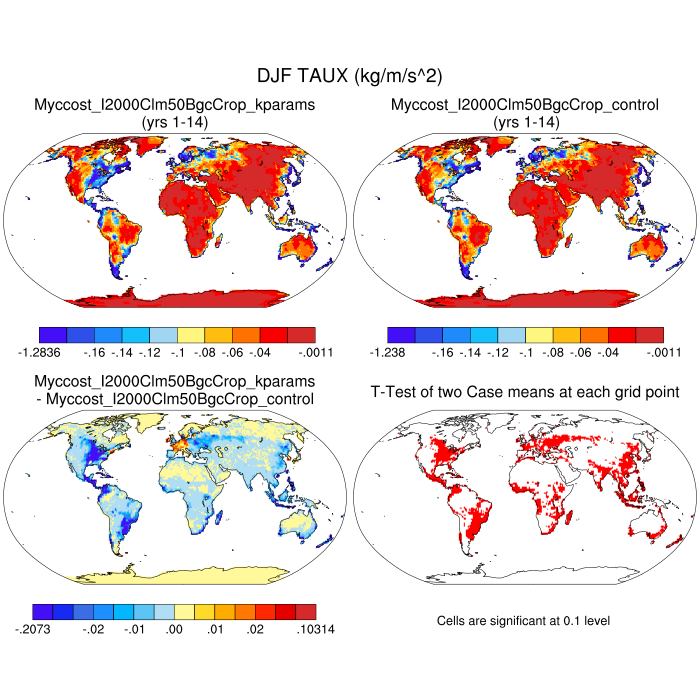 DJF TAUX (kg/m/s^2)
Myccost_I2000Clm50BgcCrop_kparams
(yrs 1-14)
Myccost_I2000Clm50BgcCrop_control
(yrs 1-14)
-1.2836 -.16 -.14 -.12 -.1 -.08 -.06 -.04 -.0011
-1.238 -.16 -.14 -.12 -.1 -.08 -.06 -.04 -.0011
Myccost_I2000Clm50BgcCrop_kparams
- Myccost_I2000Clm50BgcCrop_control
T-Test of two Case means at each grid point
-.2073 -.02 -.01 .00 .01 .02 .10314
Cells are significant at 0.1 level